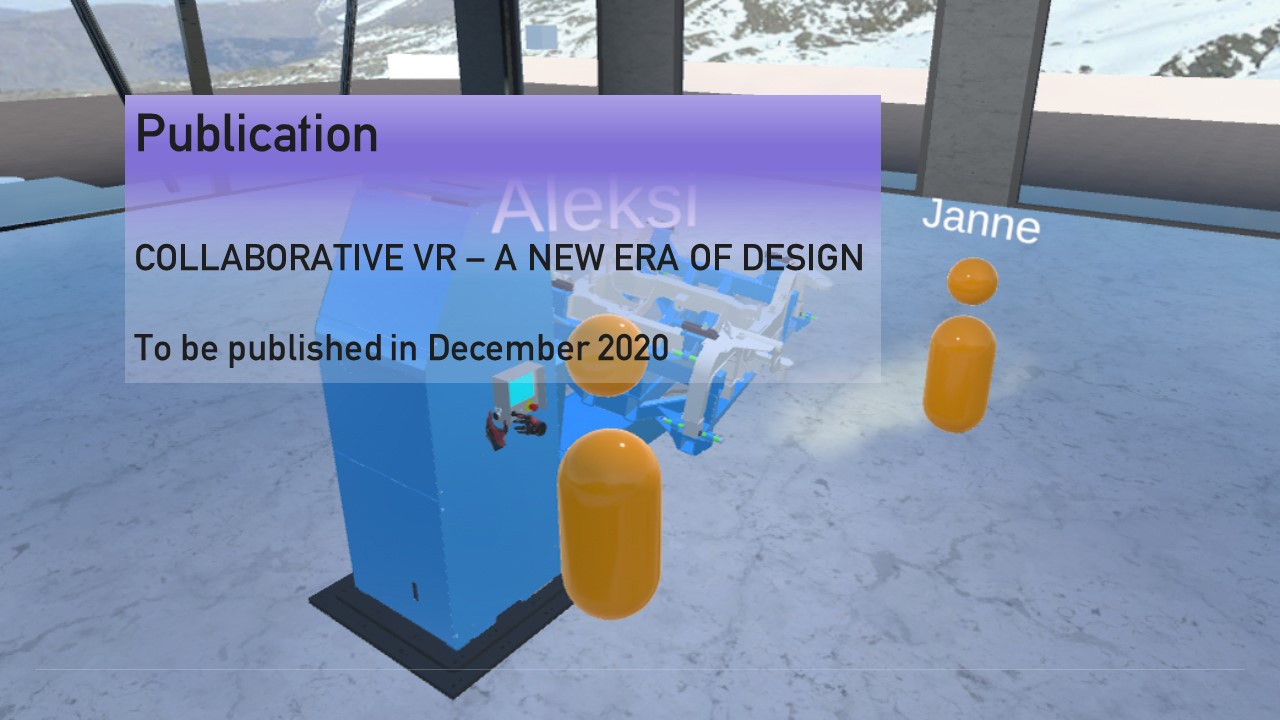 Publication
Aleksi
Janne
COLLABORATIVE VR – A NEW ERA OF DESIGN
To be published in December 2020